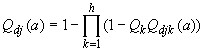 Q_{dj}(a) = 1 - \prod_{k=1}^{h} (1 - Q_k Q_{djk}(a))